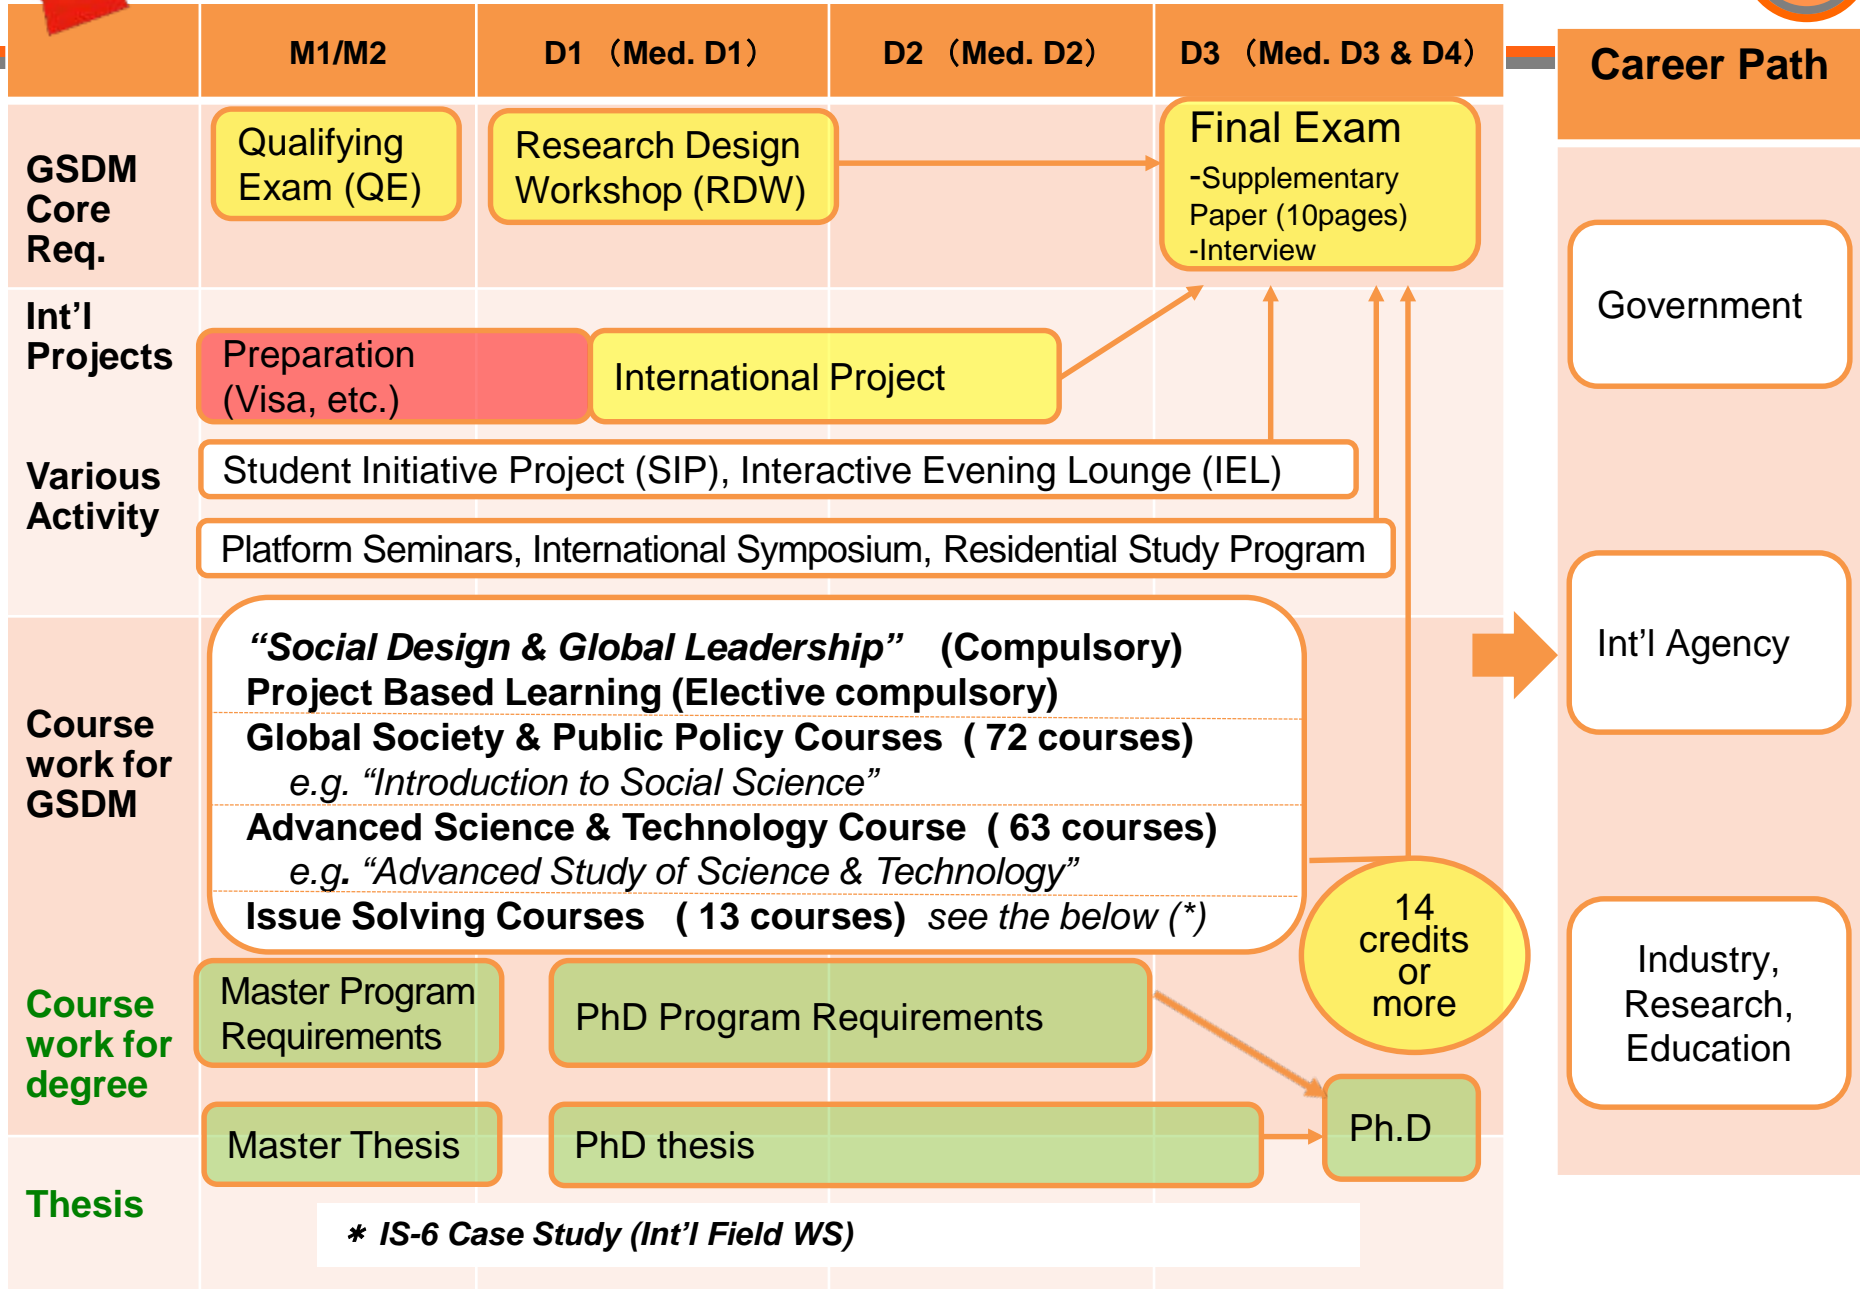 M1/M2
D1 （Med. D1）
D2 （Med. D2）
D3 （Med. D3 & D4）
Career Path
GSDM
Core
Req.
Qualifying
Exam (QE)
Research Design
Workshop (RDW)
Final Exam
-Supplementary
Paper (10pages)
-Interview
Int’l
Projects
Preparation
(Visa, etc.)
International Project
Various
Activity
Student Initiative Project (SIP), Interactive Evening Lounge (IEL)
Platform Seminars, International Symposium, Residential Study Program
Course
work for
GSDM
“Social Design & Global Leadership” (Compulsory)
Project Based Learning (Elective compulsory)
Global Society & Public Policy Courses ( 72 courses)
e.g. “Introduction to Social Science”
Advanced Science & Technology Course ( 63 courses)
e.g. “Advanced Study of Science & Technology”
Issue Solving Courses ( 13 courses) see the below (*)
14
credits
or
more
Course
work for
degree
Master Program
Requirements
PhD Program Requirements
Master Thesis
PhD thesis
Ph.D
Thesis
* IS-6 Case Study (Int’l Field WS)
Government
Int’l Agency
Industry,
Research,
Education